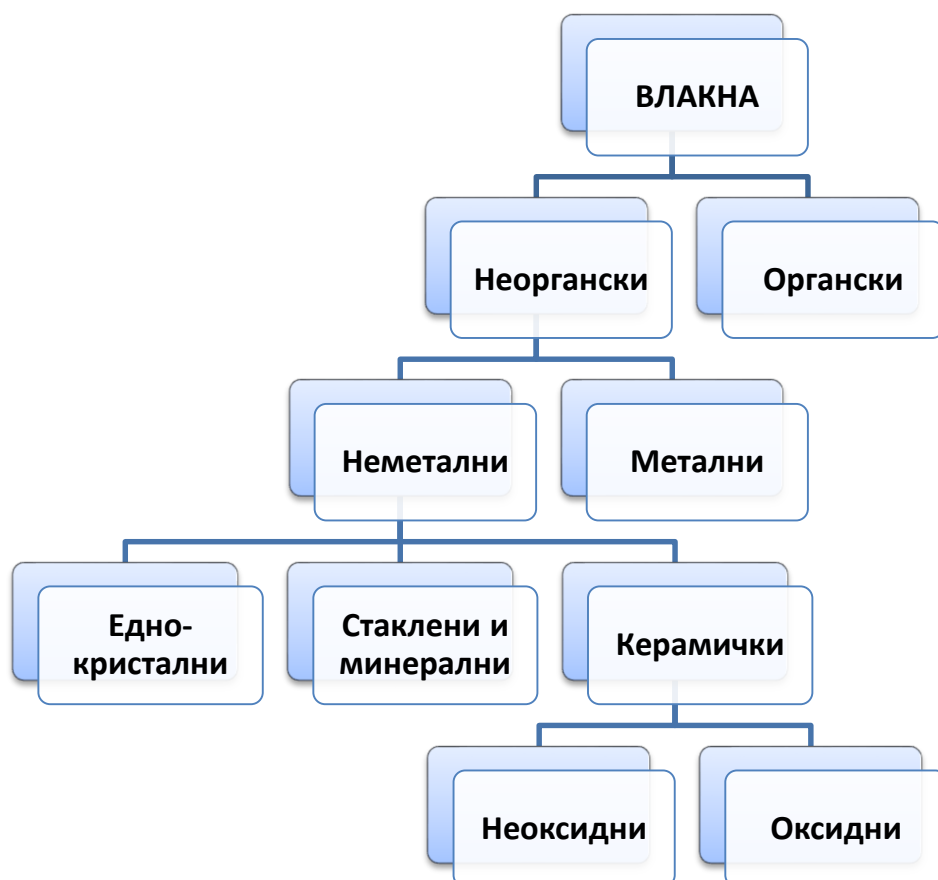 ВЛАКНА
Неоргански
Органски
Неметални
Метални
Едно-
кристални
Стаклени и
минерални
Керамички
Неоксидни
Оксидни